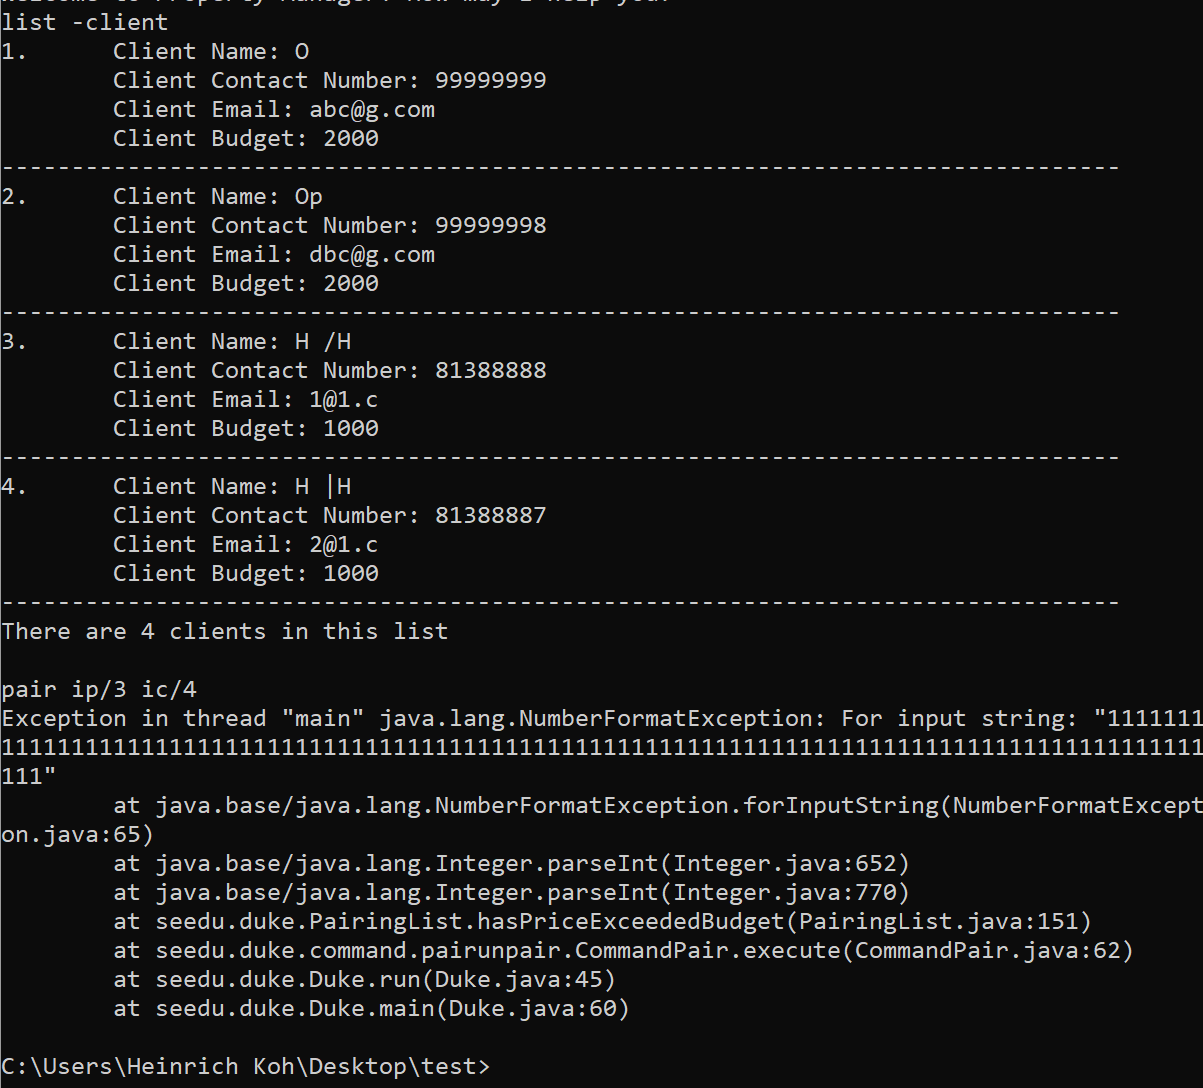 list -client
1.      Client Name: O
        Client Contact Number: 99999999
        Client Email: abc@g.com
        Client Budget: 2000
--------------------------------------------------------------------------------
2.      Client Name: Op
        Client Contact Number: 99999998
        Client Email: dbc@g.com
        Client Budget: 2000
--------------------------------------------------------------------------------
3.      Client Name: H /H
        Client Contact Number: 81388888
        Client Email: 1@1.c
        Client Budget: 1000
--------------------------------------------------------------------------------
4.      Client Name: H |H
        Client Contact Number: 81388887
        Client Email: 2@1.c
        Client Budget: 1000
--------------------------------------------------------------------------------
There are 4 clients in this list
pair ip/3 ic/4
Exception in thread "main" java.lang.NumberFormatException: For input string: "1111111
11111111111111111111111111111111111111111111111111111111111111111111111111111111111111
111"
        at java.base/java.lang.NumberFormatException.forInputString(NumberFormatExcept
on.java:65)
        at java.base/java.lang.Integer.parseInt(Integer.java:652)
        at java.base/java.lang.Integer.parseInt(Integer.java:770)
        at seedu.duke.PairingList.hasPriceExceededBudget(PairingList.java:151)
        at seedu.duke.command.pairunpair.CommandPair.execute(CommandPair.java:62)
        at seedu.duke.Duke.run(Duke.java:45)
        at seedu.duke.Duke.main(Duke.java:60)
C:\Users\Heinrich Koh\Desktop\test>